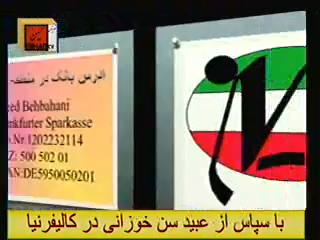 آدرس بانک در منطقه-
eed Behbahani
nkfurter Sparkasse
o.Nr:1202232114
Z: 500 502 01
AN:DE5950050201
با سپاس از عبید سن خوزانی در کالیفرنیا